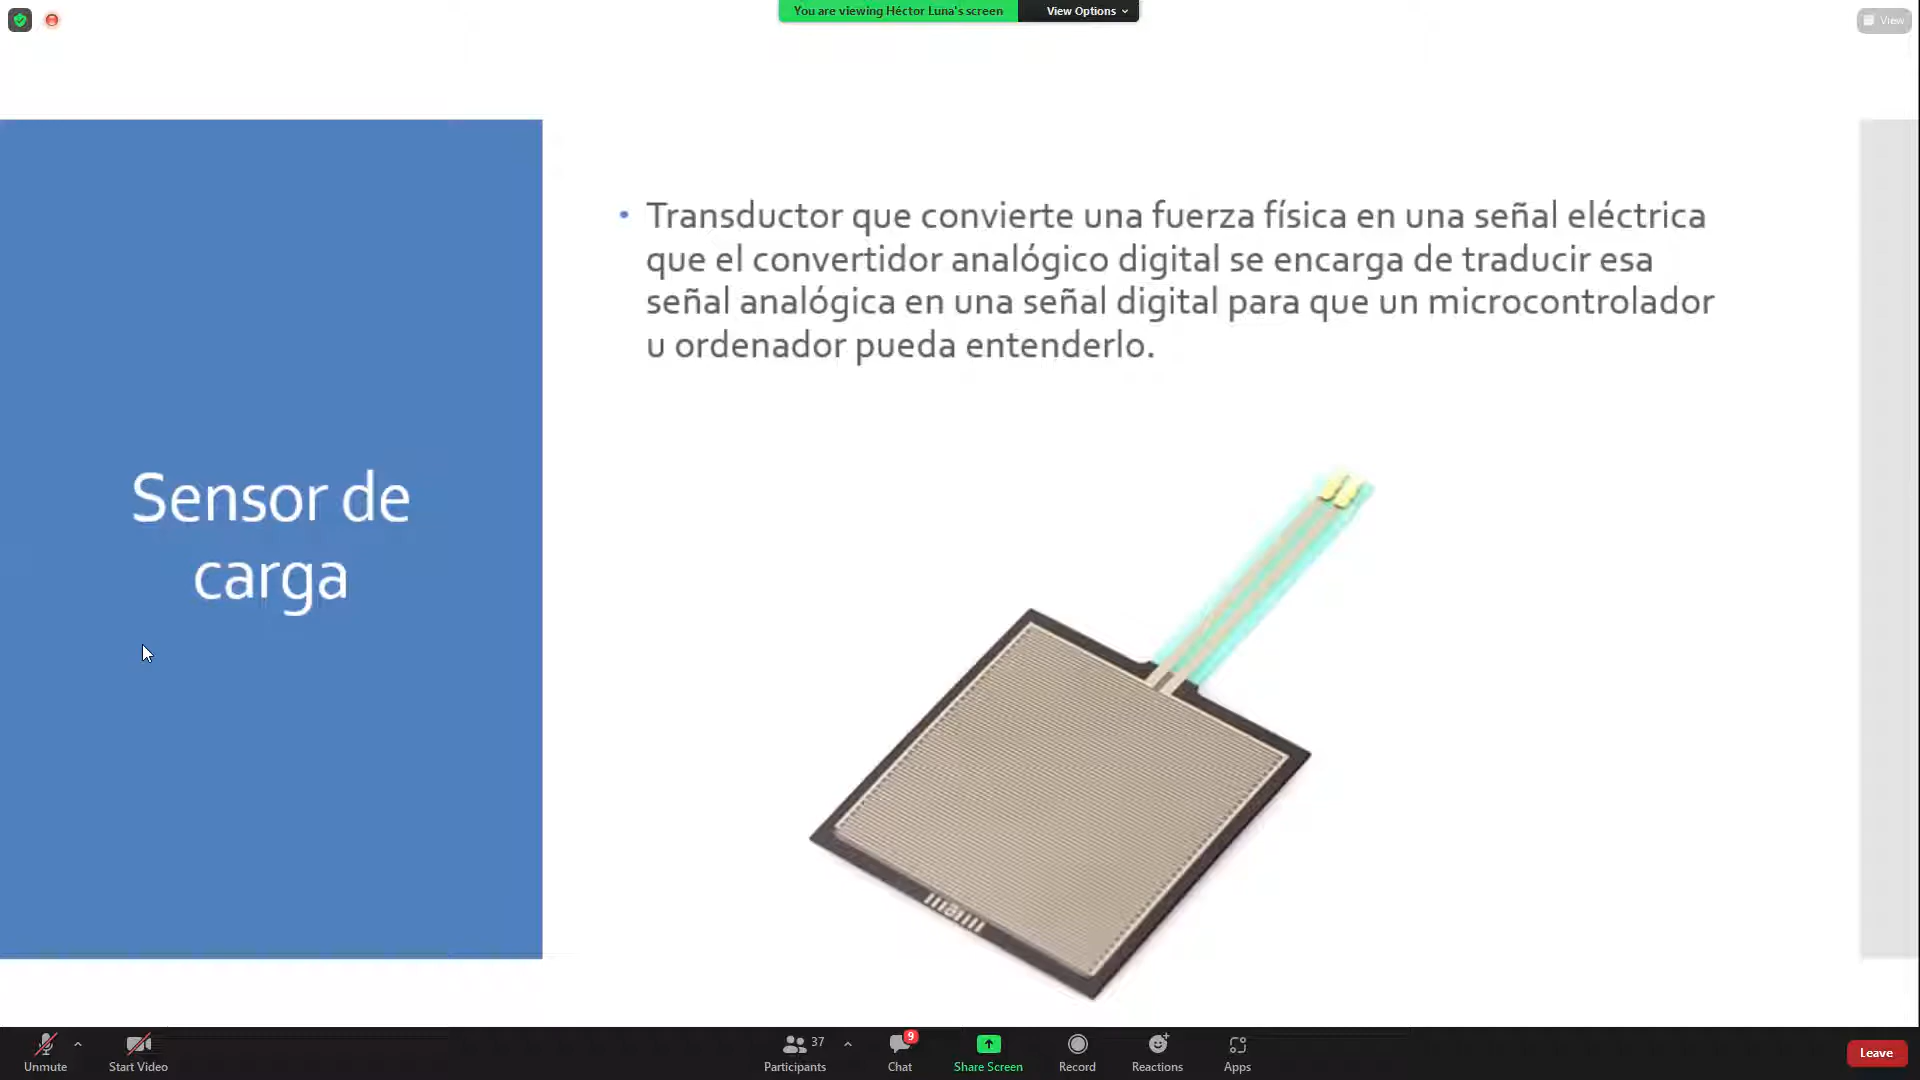 You are viewing Héctor Luna's screen
View Options
View
Transductor que convierte una fuerza física en una señal eléctrica
que el convertidor analógico digital se encarga de traducir esa
señal analógica en una señal digital para que un microcontrolador
u ordenador pueda entenderlo.
Sensor de
carga
Unmute
Start Video
37
Participants
9
Chat
Share Screen
Record
Reactions
Apps
Leave